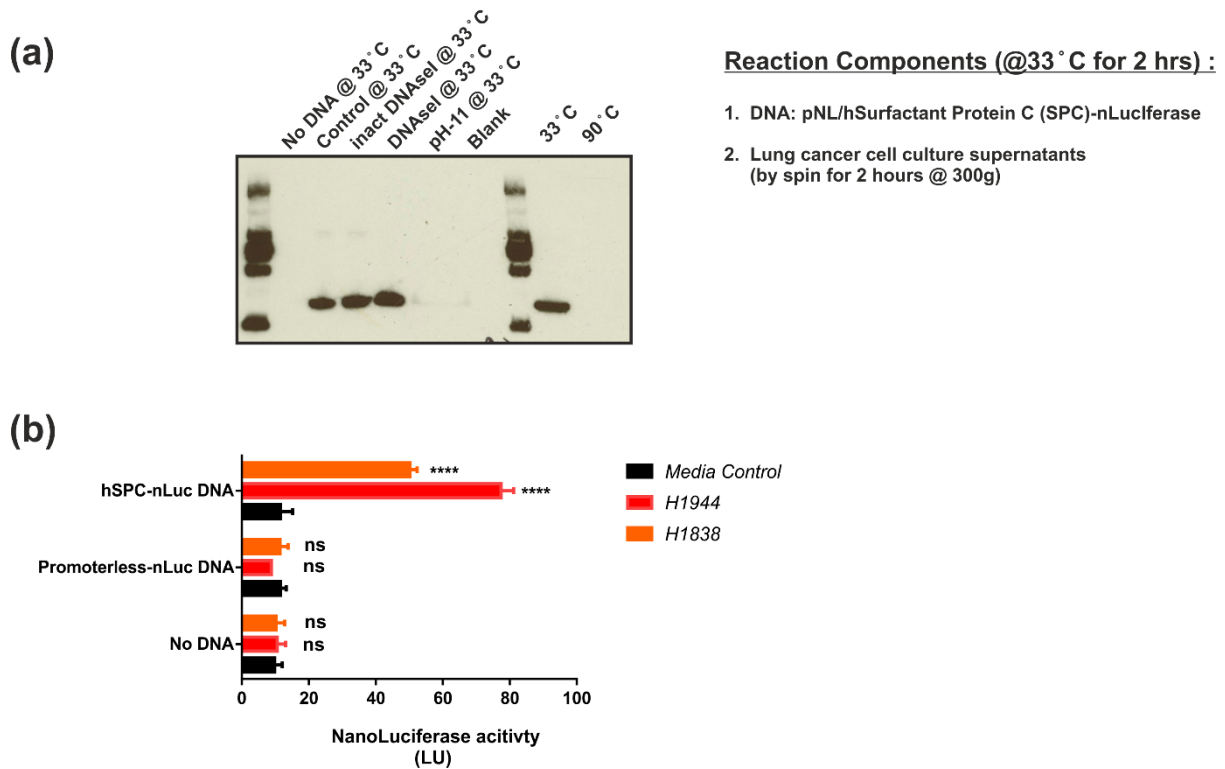 (a)
No DNA @ 33˚C
Control @ 33˚C
inact DNAseI @ 33˚C
DNAseI @ 33˚C
pH-11 @ 33˚C
Blank
33˚C
90˚C
Reaction Components (@33˚C for 2 hrs) :
1. DNA: pNL/hSurfactant Protein C (SPC)-nLuciferase
2. Lung cancer cell culture supernatants
(by spin for 2 hours @ 300g)
(b)
hSPC-nLuc DNA
Promoterless-nLuc DNA
No DNA
****
****
ns
ns
ns
ns
0 20 40 60 80 100
NanoLuciferase acitivty
(LU)
Media Control
H1944
H1838